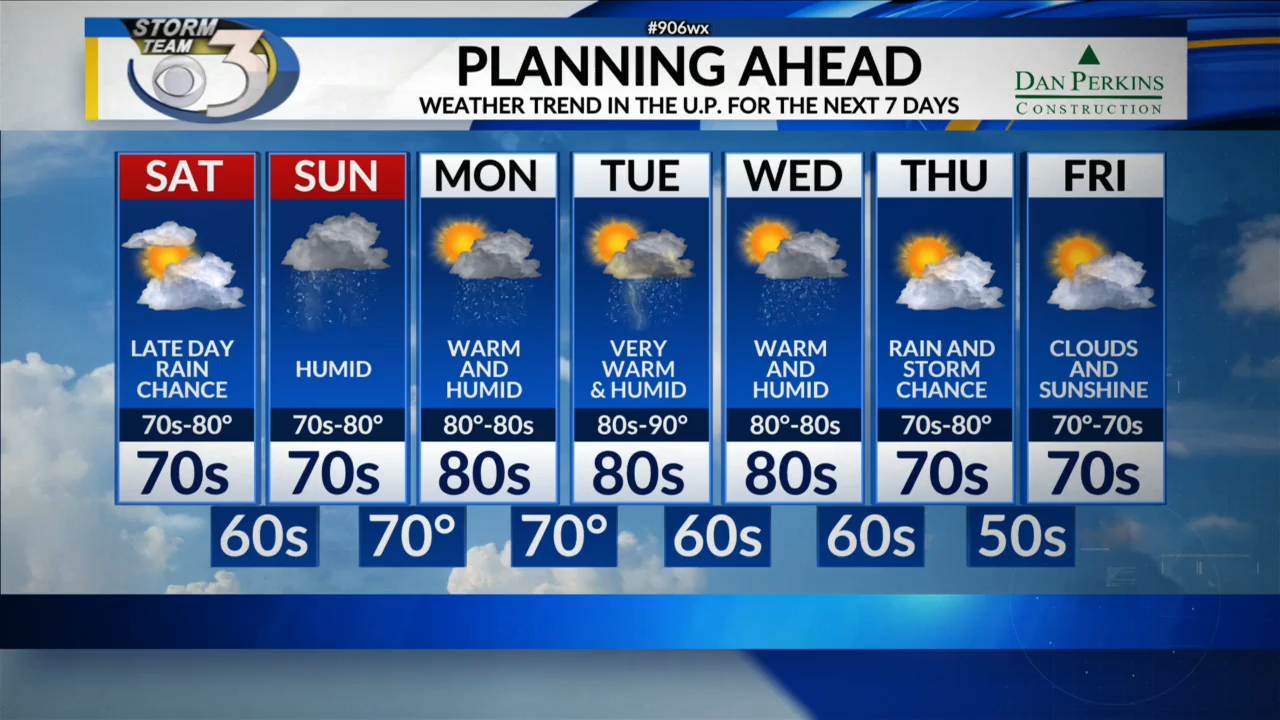 #906wx
STORM
TEAM
3
PLANNING AHEAD
WEATHER TREND IN THE U.P. FOR THE NEXT 7 DAYS
DAN PERKINS
CONSTRUCTION
SAT
LATE DAY
RAIN
CHANCE
70s-80°
70s
SUN
HUMID
70s-80°
70s
MON
WARM
AND
HUMID
80°-80s
80s
TUE
VERY
WARM
& HUMID
80s-90°
80s
WED
WARM
AND
HUMID
80°-80s
80s
THU
RAIN AND
STORM
CHANCE
70s-80°
70s
FRI
CLOUDS
AND
SUNSHINE
70°-70s
70s
60s
70°
70°
60s
60s
50s